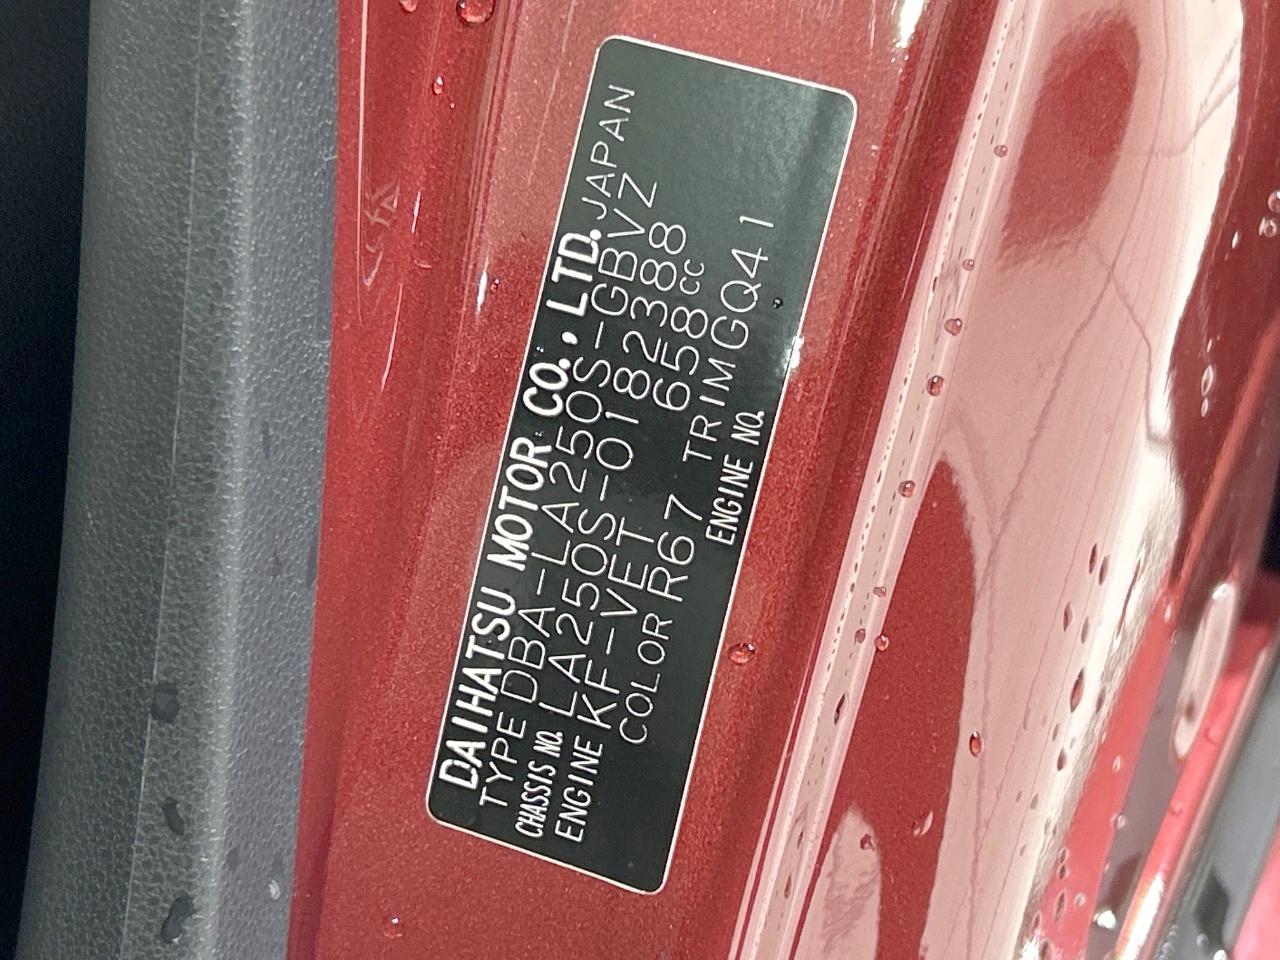 DAIHATSU MOTOR CO., LTD. JAPAN
TYPE DBA-LA250S-GBVZ
CHASSIS NO. LA250S-0182388
ENGINE KF-VET 658cc
COLOR R67 TRIM GQ41
ENGINE NO.